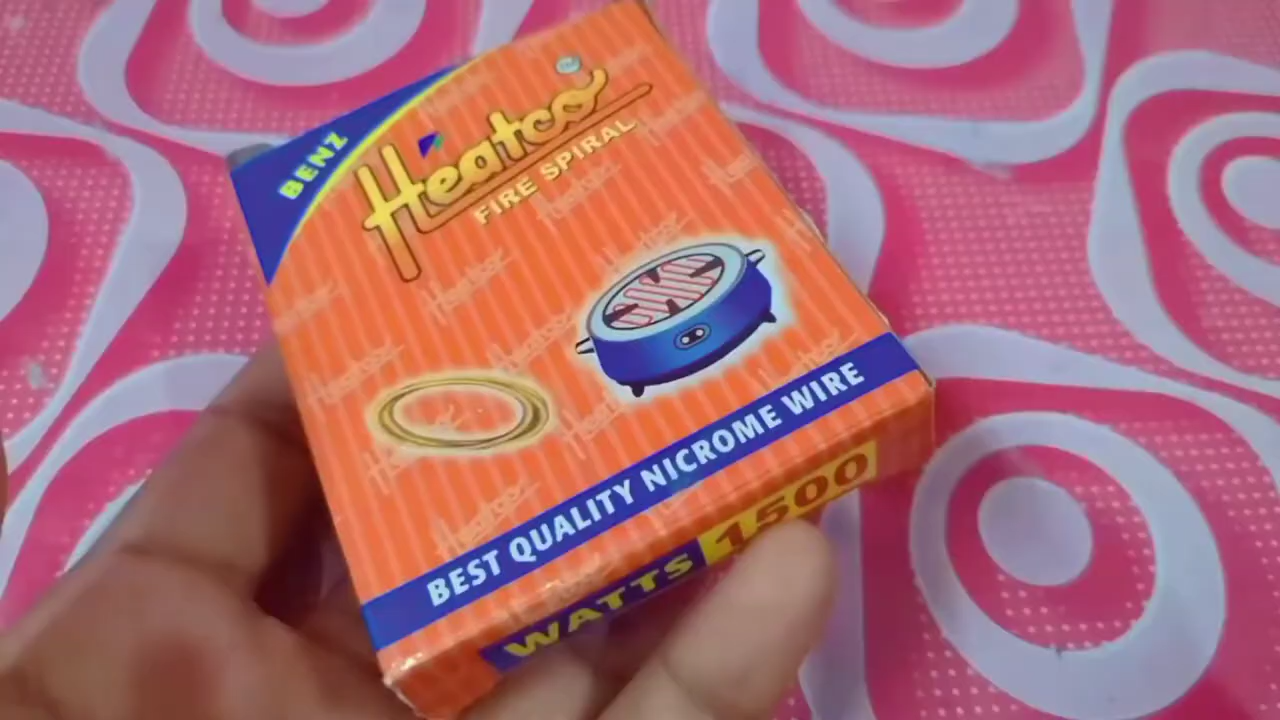 BENZ
Heatco
FIRE SPIRAL
BEST QUALITY NICROME WIRE
WATTS 1500